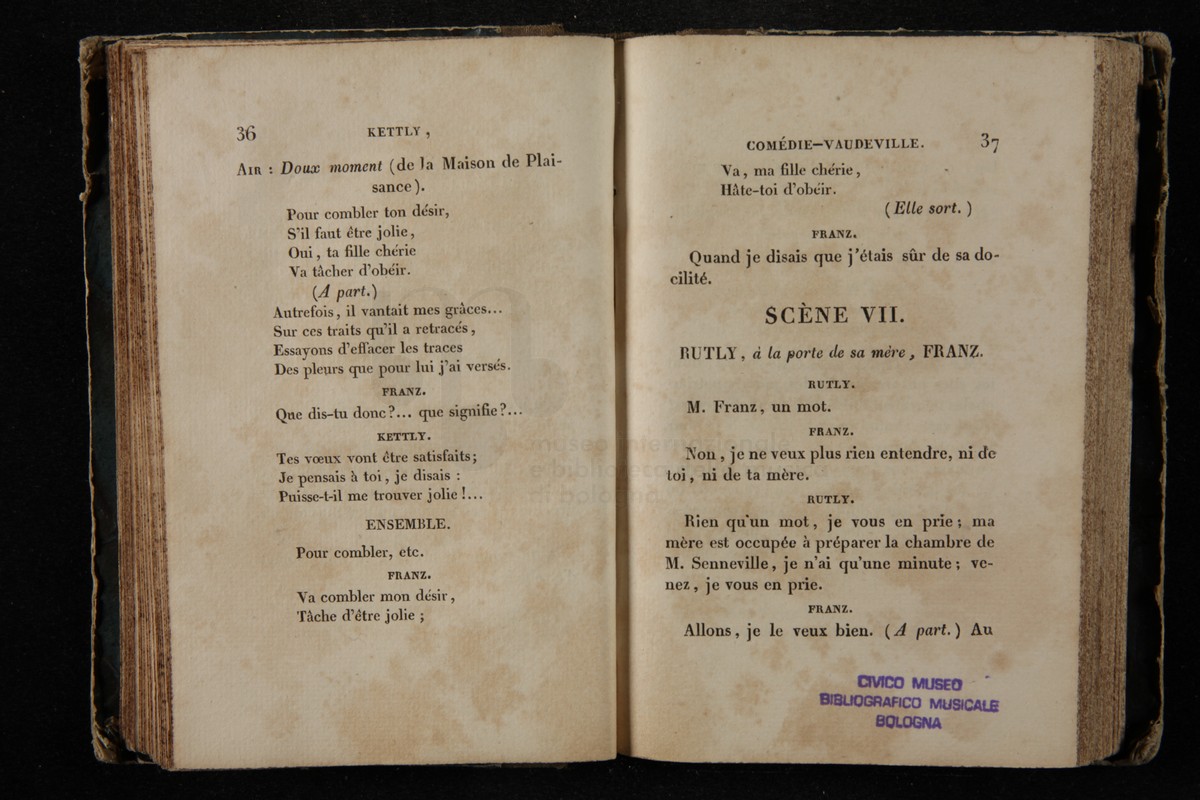 36
KETTLY,
AIR : Doux moment (de la Maison de Plai-
sance).
Pour combler ton désir,
S'il faut être jolie,
Oui, ta fille chérie
Va tâcher d'obéir.
(A part.)
Autrefois, il vantait mes grâces...
Sur ces traits qu'il a retracés,
Essayons d'effacer les traces
Des pleurs que pour lui j'ai versés.
FRANZ.
Que dis-tu donc?... que signifie?...
KETTLY.
Tes vœux vont être satisfaits;
Je pensais à toi, je disais :
Puisse-t-il me trouver jolie!...
ENSEMBLE.
Pour combler, etc.
FRANZ.
Va combler mon désir,
Tâche d'être jolie;
COMÉDIE-VAUDEVILLE.
37
Va, ma fille chérie,
Hâte-toi d'obéir.
(Elle sort.)
FRANZ.
Quand je disais que j'étais sûr de sa do-
cilité.
SCÈNE VII.
RUTLY, à la porte de sa mère, FRANZ.
RUTLY.
M. Franz, un mot.
FRANZ.
Non, je ne veux plus rien entendre, ni de
toi, ni de ta mère.
RUTLY.
Rien qu'un mot, je vous en prie; ma
mère est occupée à préparer la chambre de
M. Senneville, je n'ai qu'une minute; ve-
nez, je vous en prie.
FRANZ.
Allons, je le veux bien. (A part.) Au
CIVICO MUSEO
BIBLIOGRAFICO MUSICALE
BOLOGNA
museo internazionale
e biblioteca
di bologna